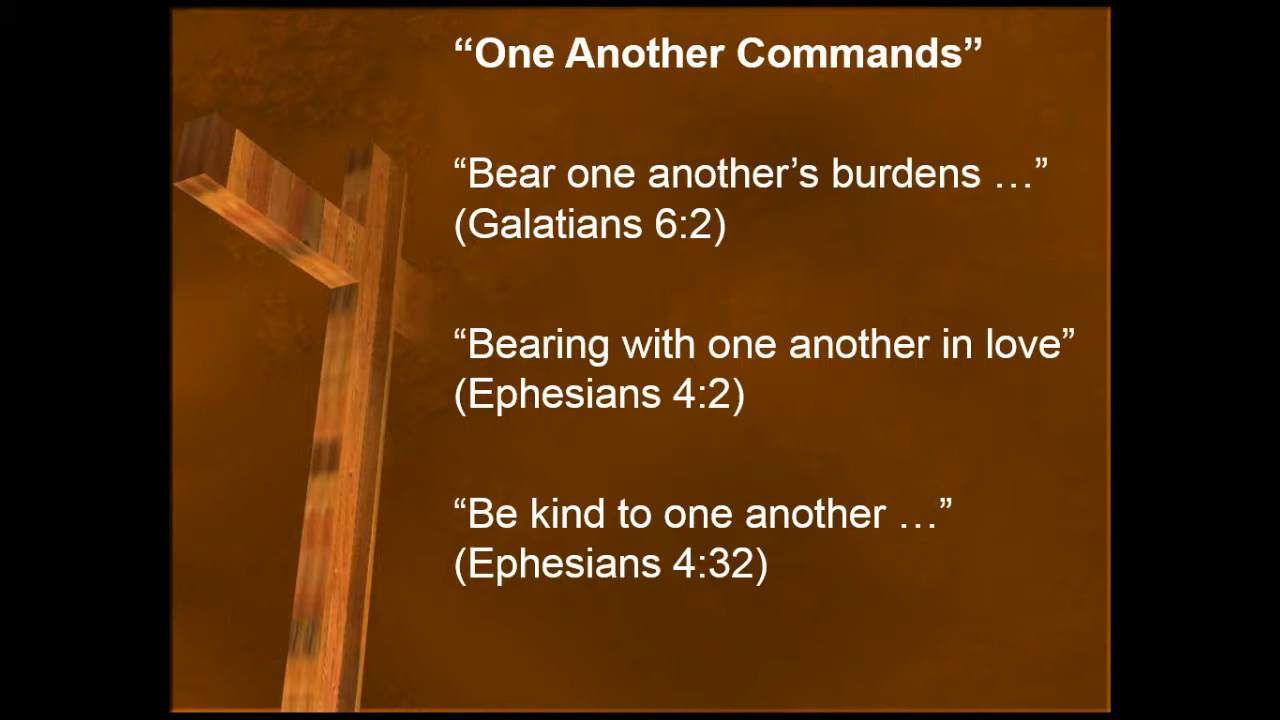 “One Another Commands”
“Bear one another’s burdens …”
(Galatians 6:2)
“Bearing with one another in love”
(Ephesians 4:2)
“Be kind to one another …”
(Ephesians 4:32)